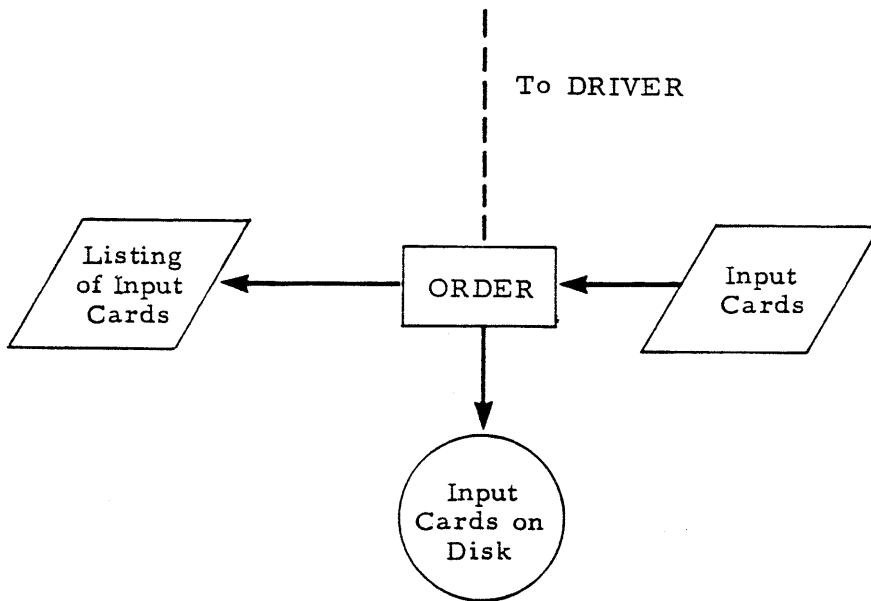 To DRIVER
Listing
of Input
Cards
ORDER
Input
Cards
Input
Cards on
Disk